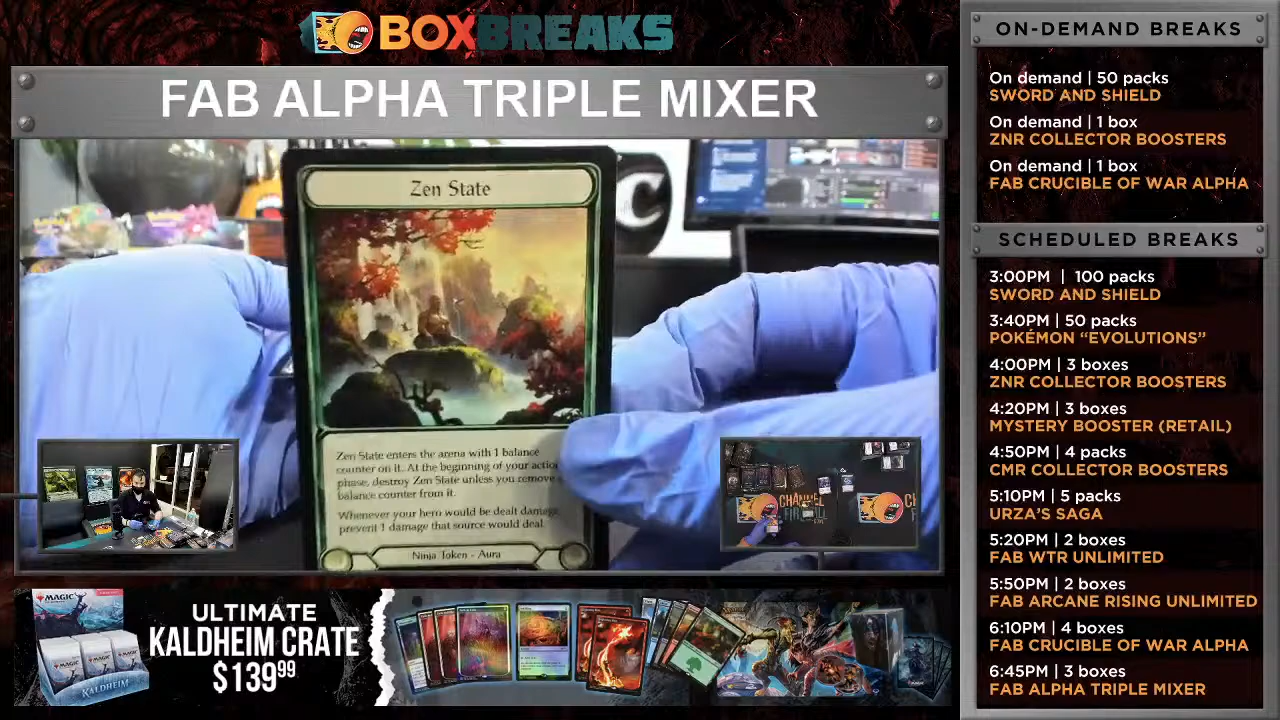 BOXBREAKS
FAB ALPHA TRIPLE MIXER
Zen State
Zen State enters the arena with 1 balance
counter on it. At the beginning of your action
phase, destroy Zen State unless you remove a
balance counter from it.
Whenever your hero would be dealt damage,
prevent 1 damage that source would deal.
Ninja Token - Aura
CHANNEL
FIREBALL
MAGIC
KALDHEIM
ULTIMATE
KALDHEIM CRATE
$139.99
ON-DEMAND BREAKS
On demand | 50 packs
SWORD AND SHIELD
On demand | 1 box
ZNR COLLECTOR BOOSTERS
On demand | 1 box
FAB CRUCIBLE OF WAR ALPHA
SCHEDULED BREAKS
3:00PM | 100 packs
SWORD AND SHIELD
3:40PM | 50 packs
POKÉMON “EVOLUTIONS”
4:00PM | 3 boxes
ZNR COLLECTOR BOOSTERS
4:20PM | 3 boxes
MYSTERY BOOSTER (RETAIL)
4:50PM | 4 packs
CMR COLLECTOR BOOSTERS
5:10PM | 5 packs
URZA’S SAGA
5:20PM | 2 boxes
FAB WTR UNLIMITED
5:50PM | 2 boxes
FAB ARCANE RISING UNLIMITED
6:10PM | 4 boxes
FAB CRUCIBLE OF WAR ALPHA
6:45PM | 3 boxes
FAB ALPHA TRIPLE MIXER